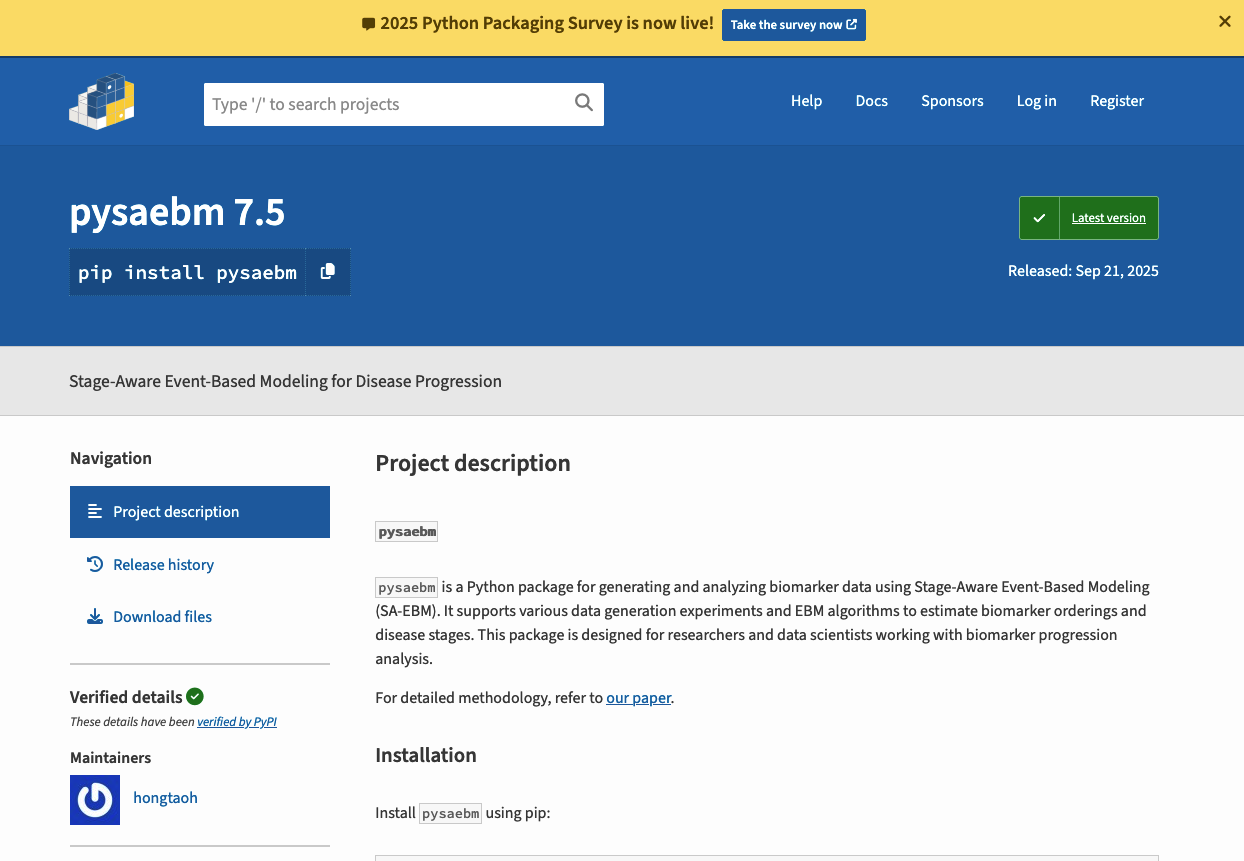 2025 Python Packaging Survey is now live!
Take the survey now
Type '/' to search projects
Help
Docs
Sponsors
Log in
Register
pysaebm 7.5
pip install pysaebm
Latest version
Released: Sep 21, 2025
Stage-Aware Event-Based Modeling for Disease Progression
Navigation
Project description
Release history
Download files
Verified details
These details have been verified by PyPI
Maintainers
hongtaoh
Project description
pysaebm
pysaebm is a Python package for generating and analyzing biomarker data using Stage-Aware Event-Based Modeling
(SA-EBM). It supports various data generation experiments and EBM algorithms to estimate biomarker orderings and
disease stages. This package is designed for researchers and data scientists working with biomarker progression
analysis.
For detailed methodology, refer to our paper.
Installation
Install pysaebm using pip: